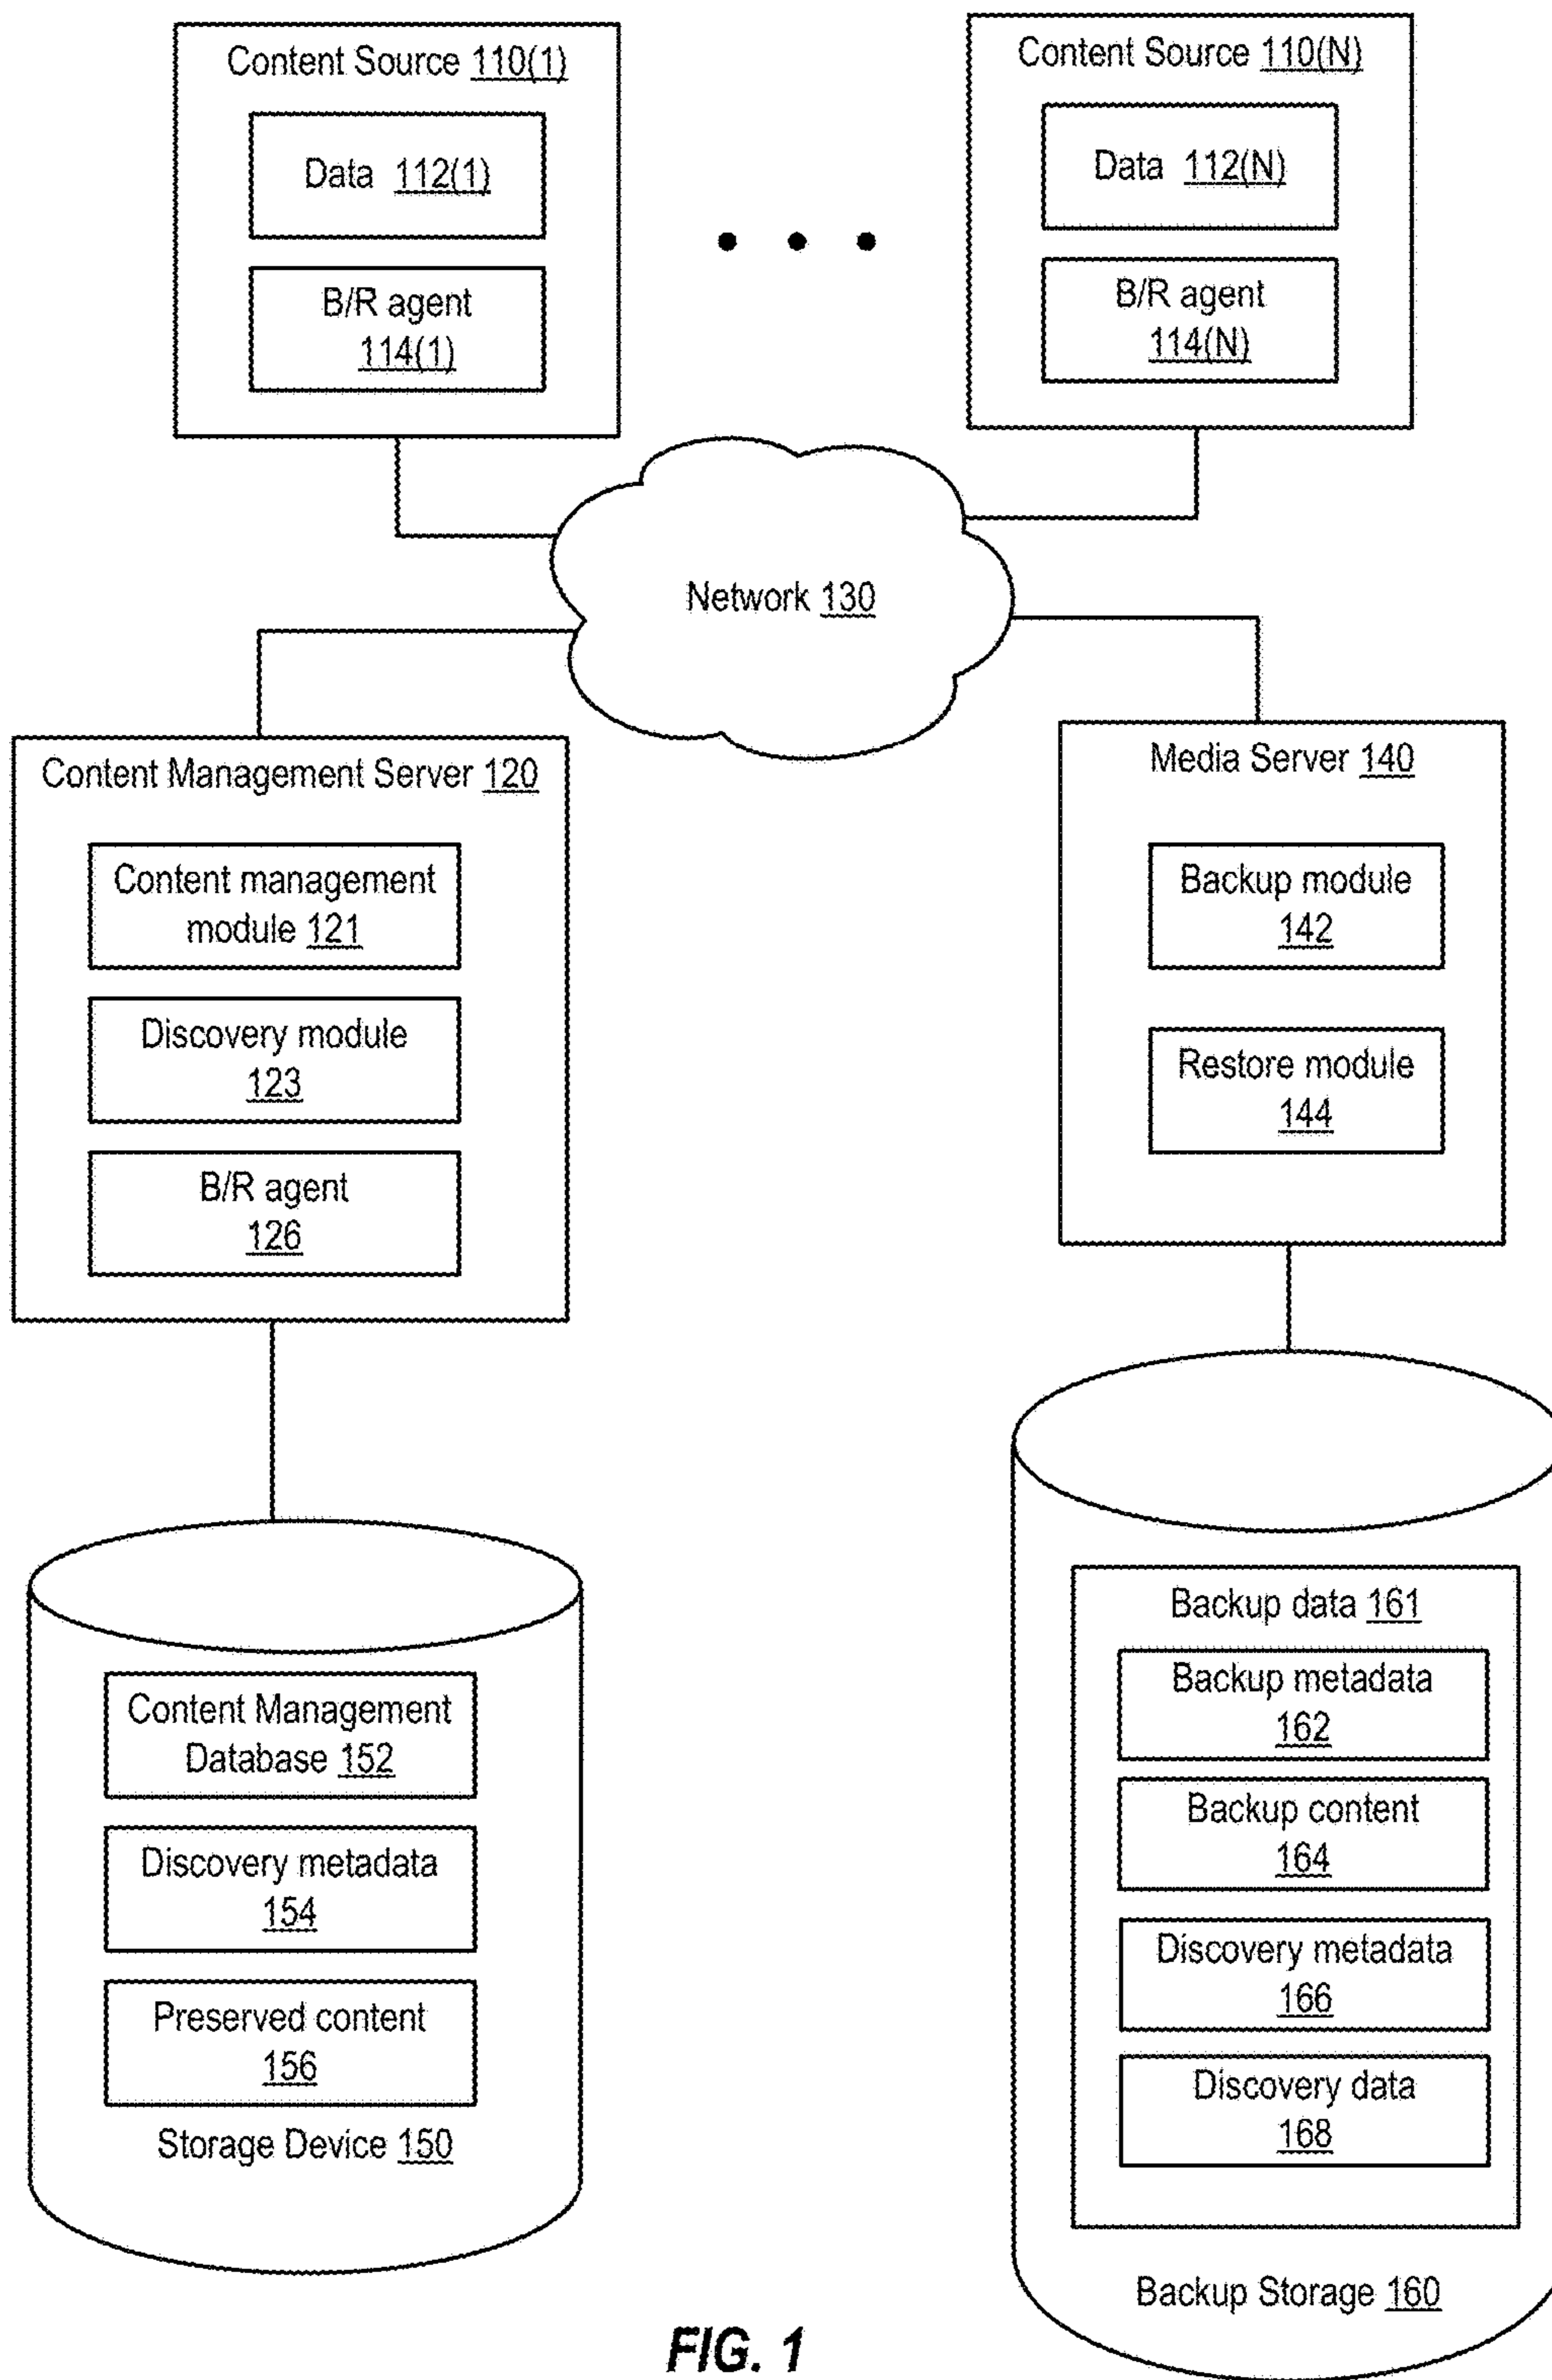 Content Source 110(1)
Data 112(1)
B/R agent
114(1)
Content Source 110(N)
Data 112(N)
B/R agent
114(N)
Network 130
Content Management Server 120
Content management
module 121
Discovery module
123
B/R agent
126
Media Server 140
Backup module
142
Restore module
144
Content Management
Database 152
Discovery metadata
154
Preserved content
156
Storage Device 150
Backup data 161
Backup metadata
162
Backup content
164
Discovery metadata
166
Discovery data
168
Backup Storage 160
FIG. 1